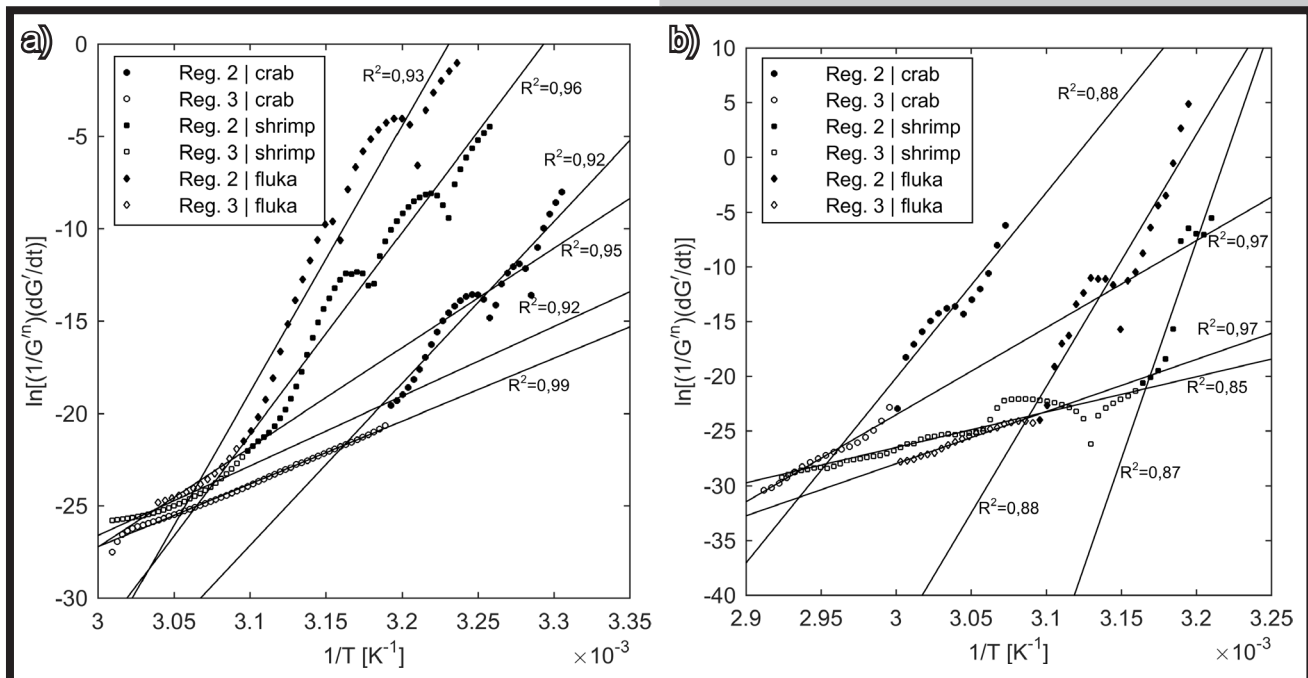 a)
0
-5
-10
-15
-20
-25
-30
ln[(1/G′ⁿ)(dG′/dt)]
Reg. 2 | crab
Reg. 3 | crab
Reg. 2 | shrimp
Reg. 3 | shrimp
Reg. 2 | fluka
Reg. 3 | fluka
R²=0,93
R²=0,96
R²=0,92
R²=0,95
R²=0,92
R²=0,99
3 3.05 3.1 3.15 3.2 3.25 3.3 3.35
1/T [K⁻¹] ×10⁻³
b)
10
5
0
-5
-10
-15
-20
-25
-30
-35
-40
ln[(1/G′ⁿ)(dG′/dt)]
Reg. 2 | crab
Reg. 3 | crab
Reg. 2 | shrimp
Reg. 3 | shrimp
Reg. 2 | fluka
Reg. 3 | fluka
R²=0,88
R²=0,97
R²=0,97
R²=0,85
R²=0,87
R²=0,88
2.9 2.95 3 3.05 3.1 3.15 3.2 3.25
1/T [K⁻¹] ×10⁻³